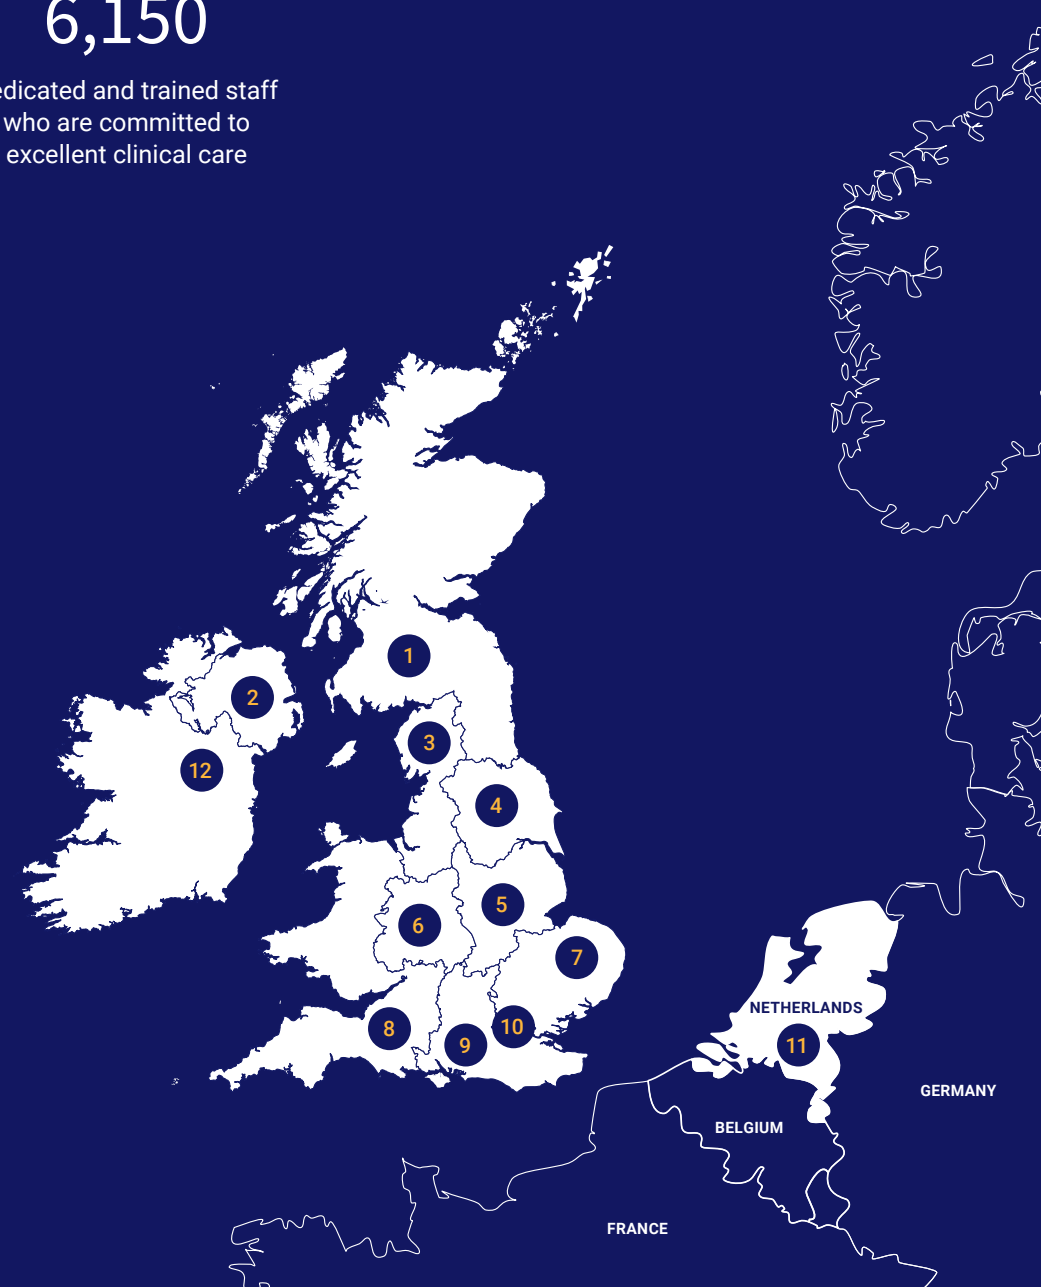 6,150
edicated and trained staff
who are committed to
excellent clinical care
1
2
3
12
4
5
6
7
NETHERLANDS
8
10
9
11
GERMANY
BELGIUM
FRANCE